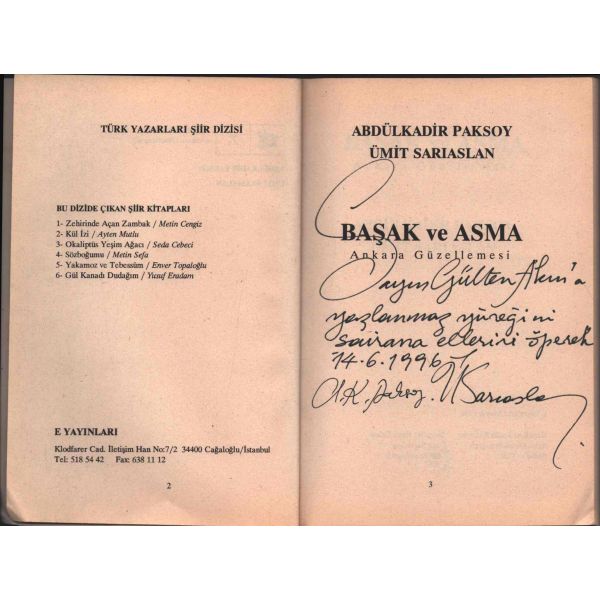 TÜRK YAZARLARI ŞİİR DİZİSİ
BU DİZİDE ÇIKAN ŞİİR KİTAPLARI
1- Zehirinde Açan Zambak / Metin Cengiz
2- Kül İzi / Ayten Mutlu
3- Okaliptüs Yeşim Ağacı / Seda Cebeci
4- Sözboğumu / Metin Sefa
5- Yakamoz ve Tebessüm / Enver Topaloğlu
6- Gül Kanadı Dudağım / Yusuf Eradam
E YAYINLARI
Klodfarer Cad. İletişim Han No:7/2 34400 Cağaloğlu/İstanbul
Tel: 518 54 42 Fax: 638 11 12
2
ABDÜLKADİR PAKSOY
ÜMİT SARIASLAN
BAŞAK ve ASMA
Ankara Güzellemesi
Sayın Gülten Akın'a
yaşlanmaz yüreğini
şairana ellerini öperek
14.6.1996
A.K. Paksoy. Ü Sarıaslan
3